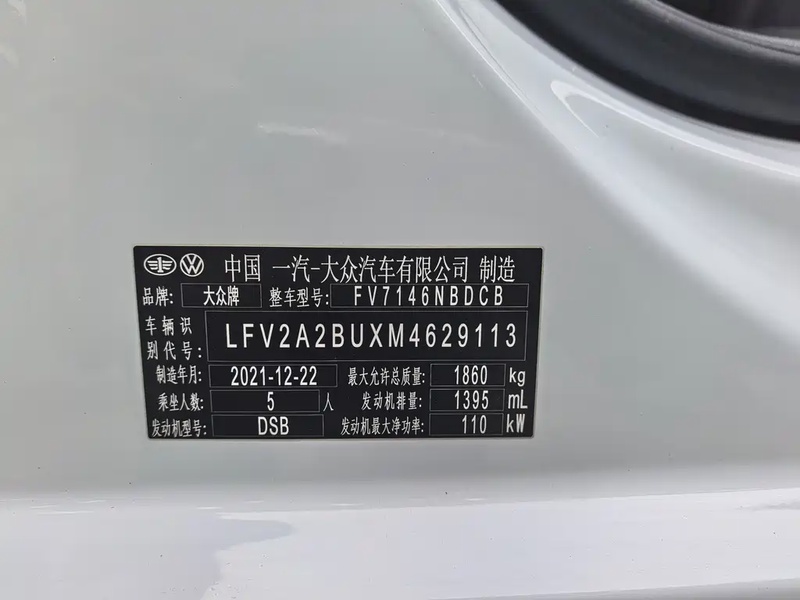 中国 一汽-大众汽车有限公司 制造
品牌: 大众牌 整车型号: FV7146NBDCB
车辆识别代号: LFV2A2BUXM4629113
制造年月: 2021-12-22 最大允许总质量: 1860 kg
乘坐人数: 5 人 发动机排量: 1395 mL
发动机型号: DSB 发动机最大净功率: 110 kW